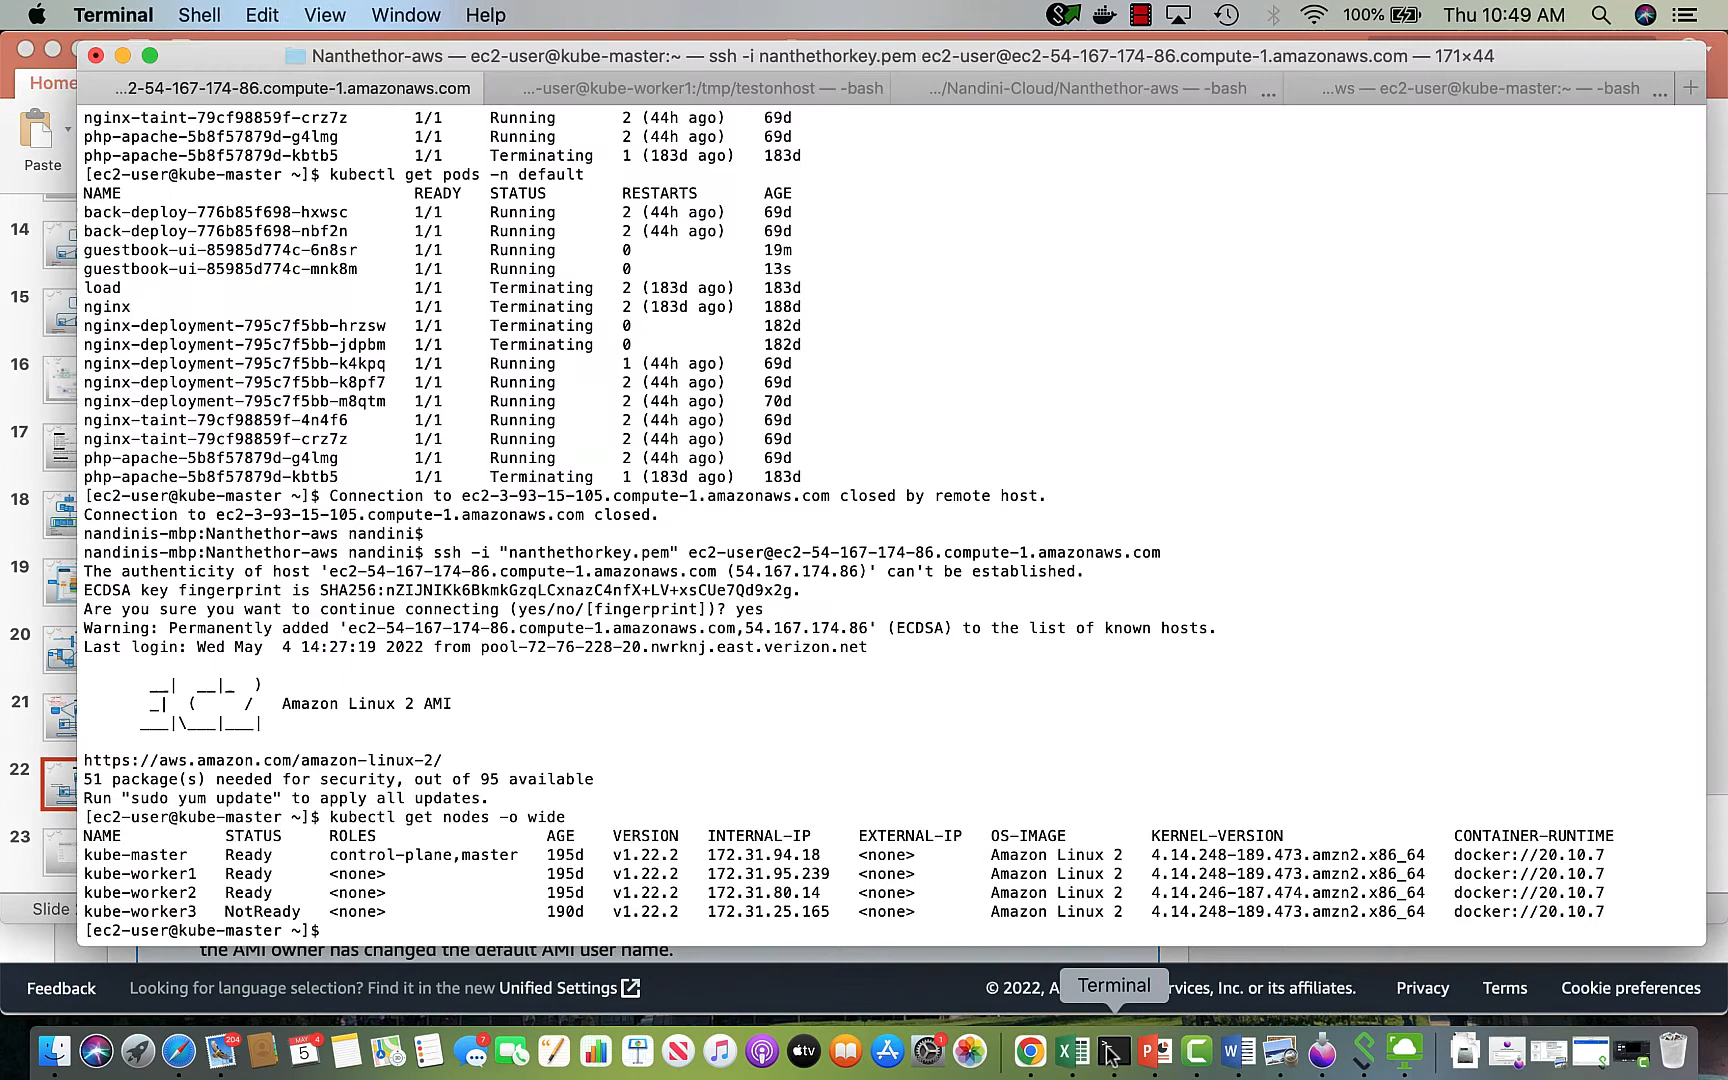 Terminal Shell Edit View Window Help 100% Thu 10:49 AM
Nanthethor-aws — ec2-user@kube-master:~ — ssh -i nanthethorkey.pem ec2-user@ec2-54-167-174-86.compute-1.amazonaws.com — 171×44
Home
...2-54-167-174-86.compute-1.amazonaws.com ...-user@kube-worker1:/tmp/testonhost — -bash .../Nandini-Cloud/Nanthethor-aws — -bash ... ...ws — ec2-user@kube-master:~ — -bash ... +
Paste
14
15
16
17
18
19
20
21
22
23
Slide
nginx-taint-79cf98859f-crz7z 1/1 Running 2 (44h ago) 69d
php-apache-5b8f57879d-g4lmg 1/1 Running 2 (44h ago) 69d
php-apache-5b8f57879d-kbtb5 1/1 Terminating 1 (183d ago) 183d
[ec2-user@kube-master ~]$ kubectl get pods -n default
NAME READY STATUS RESTARTS AGE
back-deploy-776b85f698-hxwsc 1/1 Running 2 (44h ago) 69d
back-deploy-776b85f698-nbf2n 1/1 Running 2 (44h ago) 69d
guestbook-ui-85985d774c-6n8sr 1/1 Running 0 19m
guestbook-ui-85985d774c-mnk8m 1/1 Running 0 13s
load 1/1 Terminating 2 (183d ago) 183d
nginx 1/1 Terminating 2 (183d ago) 188d
nginx-deployment-795c7f5bb-hrzsw 1/1 Terminating 0 182d
nginx-deployment-795c7f5bb-jdpbm 1/1 Terminating 0 182d
nginx-deployment-795c7f5bb-k4kpq 1/1 Running 1 (44h ago) 69d
nginx-deployment-795c7f5bb-k8pf7 1/1 Running 2 (44h ago) 69d
nginx-deployment-795c7f5bb-m8qtm 1/1 Running 2 (44h ago) 70d
nginx-taint-79cf98859f-4n4f6 1/1 Running 2 (44h ago) 69d
nginx-taint-79cf98859f-crz7z 1/1 Running 2 (44h ago) 69d
php-apache-5b8f57879d-g4lmg 1/1 Running 2 (44h ago) 69d
php-apache-5b8f57879d-kbtb5 1/1 Terminating 1 (183d ago) 183d
[ec2-user@kube-master ~]$ Connection to ec2-3-93-15-105.compute-1.amazonaws.com closed by remote host.
Connection to ec2-3-93-15-105.compute-1.amazonaws.com closed.
nandinis-mbp:Nanthethor-aws nandini$
nandinis-mbp:Nanthethor-aws nandini$ ssh -i "nanthethorkey.pem" ec2-user@ec2-54-167-174-86.compute-1.amazonaws.com
The authenticity of host 'ec2-54-167-174-86.compute-1.amazonaws.com (54.167.174.86)' can't be established.
ECDSA key fingerprint is SHA256:nZIJNIKk6BkmkGzqLCxnazC4nfX+LV+xsCUe7Qd9x2g.
Are you sure you want to continue connecting (yes/no/[fingerprint])? yes
Warning: Permanently added 'ec2-54-167-174-86.compute-1.amazonaws.com,54.167.174.86' (ECDSA) to the list of known hosts.
Last login: Wed May 4 14:27:19 2022 from pool-72-76-228-20.nwrknj.east.verizon.net
__| __|_ )
_| ( / Amazon Linux 2 AMI
___|\___|___|
https://aws.amazon.com/amazon-linux-2/
51 package(s) needed for security, out of 95 available
Run "sudo yum update" to apply all updates.
[ec2-user@kube-master ~]$ kubectl get nodes -o wide
NAME STATUS ROLES AGE VERSION INTERNAL-IP EXTERNAL-IP OS-IMAGE KERNEL-VERSION CONTAINER-RUNTIME
kube-master Ready control-plane,master 195d v1.22.2 172.31.94.18 <none> Amazon Linux 2 4.14.248-189.473.amzn2.x86_64 docker://20.10.7
kube-worker1 Ready <none> 195d v1.22.2 172.31.95.239 <none> Amazon Linux 2 4.14.248-189.473.amzn2.x86_64 docker://20.10.7
kube-worker2 Ready <none> 195d v1.22.2 172.31.80.14 <none> Amazon Linux 2 4.14.246-187.474.amzn2.x86_64 docker://20.10.7
kube-worker3 NotReady <none> 190d v1.22.2 172.31.25.165 <none> Amazon Linux 2 4.14.248-189.473.amzn2.x86_64 docker://20.10.7
[ec2-user@kube-master ~]$
the AMI owner has changed the default AMI user name.
Feedback Looking for language selection? Find it in the new Unified Settings © 2022, A Terminal rvices, Inc. or its affiliates. Privacy Terms Cookie preferences
204 MAY 4 5 7 tv 1